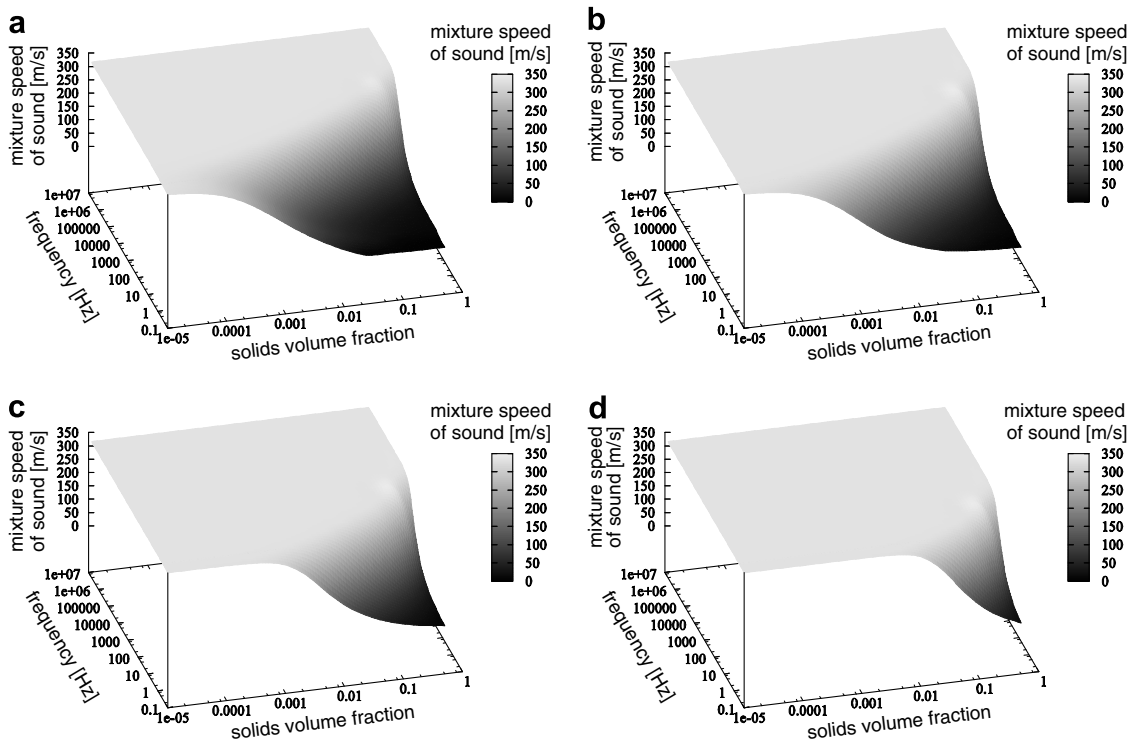 a
mixture speed
of sound [m/s]
350
300
250
200
150
100
50
0
1e+07
1e+06
100000
10000
1000
100
10
1
0.1
frequency [Hz]
1e-05
0.0001
0.001
0.01
0.1
1
solids volume fraction
mixture speed
of sound [m/s]
350
300
250
200
150
100
50
0
b
mixture speed
of sound [m/s]
350
300
250
200
150
100
50
0
1e+07
1e+06
100000
10000
1000
100
10
1
0.1
frequency [Hz]
1e-05
0.0001
0.001
0.01
0.1
1
solids volume fraction
mixture speed
of sound [m/s]
350
300
250
200
150
100
50
0
c
mixture speed
of sound [m/s]
350
300
250
200
150
100
50
0
1e+07
1e+06
100000
10000
1000
100
10
1
0.1
frequency [Hz]
1e-05
0.0001
0.001
0.01
0.1
1
solids volume fraction
mixture speed
of sound [m/s]
350
300
250
200
150
100
50
0
d
mixture speed
of sound [m/s]
350
300
250
200
150
100
50
0
1e+07
1e+06
100000
10000
1000
100
10
1
0.1
frequency [Hz]
1e-05
0.0001
0.001
0.01
0.1
1
solids volume fraction
mixture speed
of sound [m/s]
350
300
250
200
150
100
50
0